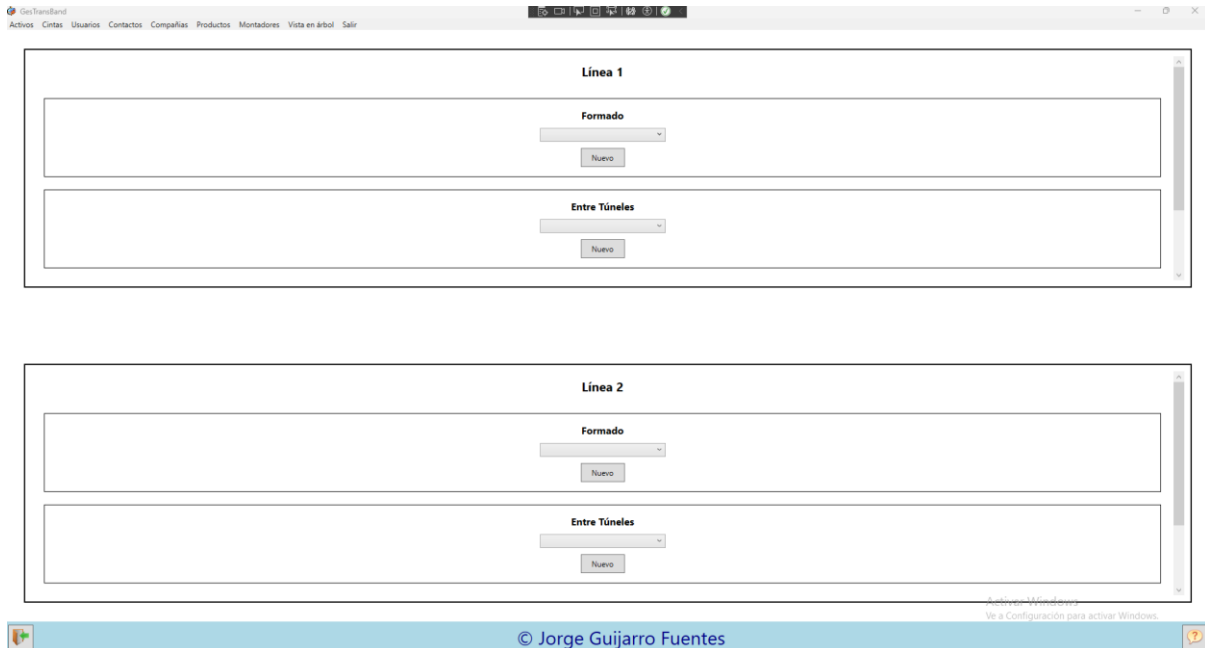 GesTransBand
Activos Cintas Usuarios Contactos Compañias Productos Montadores Vista en árbol Salir
Línea 1
Formado
Nuevo
Entre Túneles
Nuevo
Línea 2
Formado
Nuevo
Entre Túneles
Nuevo
Activar Windows
Ve a Configuración para activar Windows.
© Jorge Guijarro Fuentes